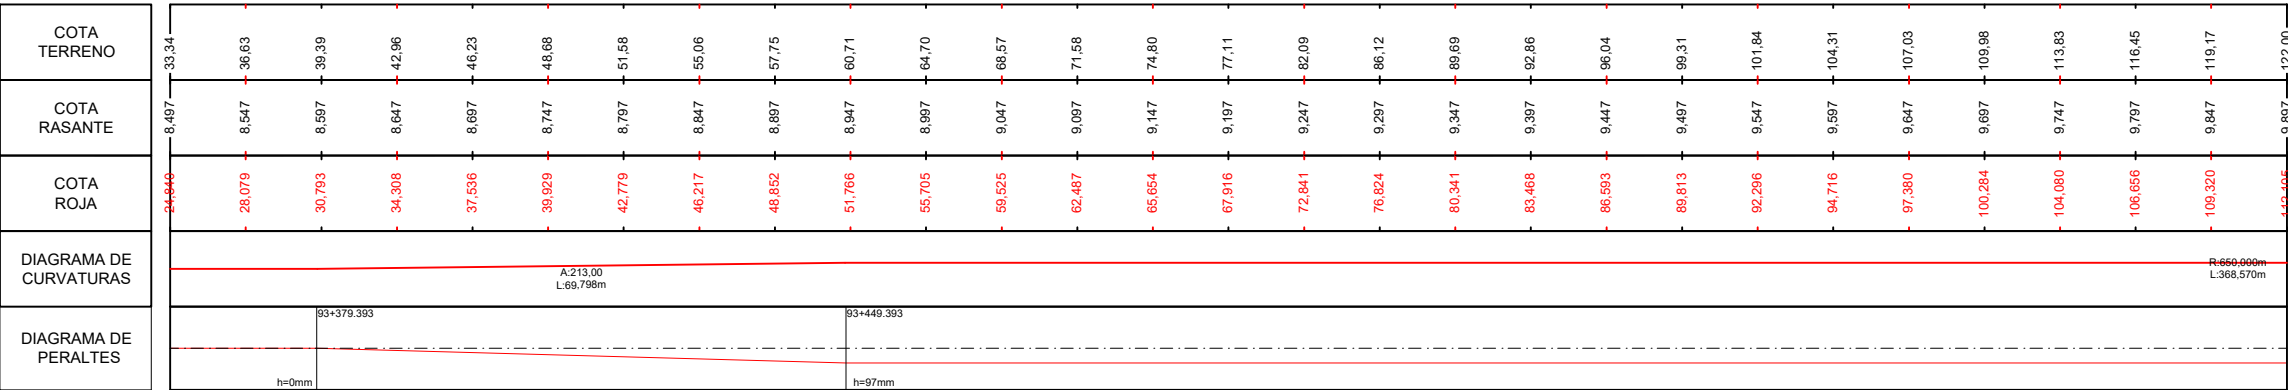 COTA
TERRENO
33,34 36,63 39,39 42,96 46,23 48,68 51,58 55,06 57,75 60,71 64,70 68,57 71,58 74,80 77,11 82,09 86,12 89,69 92,86 96,04 99,31 101,84 104,31 107,03 109,98 113,83 116,45 119,17 122,00
COTA
RASANTE
8,497 8,547 8,597 8,647 8,697 8,747 8,797 8,847 8,897 8,947 8,997 9,047 9,097 9,147 9,197 9,247 9,297 9,347 9,397 9,447 9,497 9,547 9,597 9,647 9,697 9,747 9,797 9,847 9,897
COTA
ROJA
24,840 28,079 30,793 34,308 37,536 39,929 42,779 46,217 48,852 51,766 55,705 59,525 62,487 65,654 67,916 72,841 76,824 80,341 83,468 86,593 89,813 92,296 94,716 97,380 100,284 104,080 106,656 109,320
DIAGRAMA DE
CURVATURAS
A:213,00
L:69,798m
R:650,000m
L:368,570m
DIAGRAMA DE
PERALTES
93+379.393
93+449.393
h=0mm
h=97mm